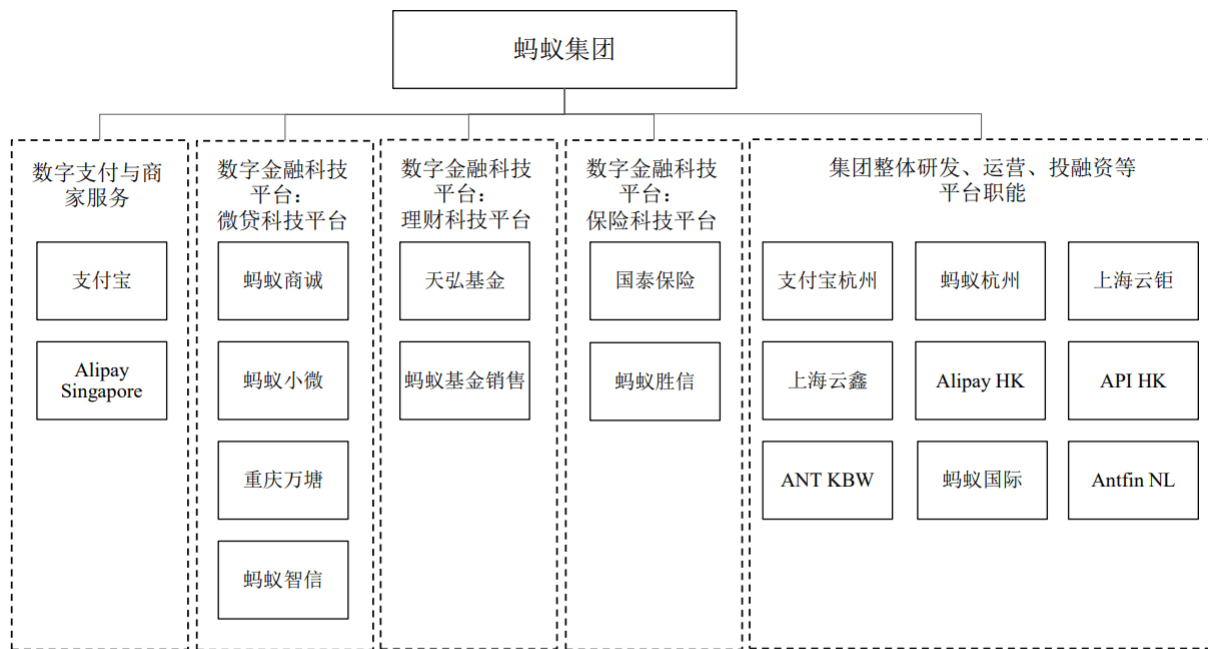 蚂蚁集团
数字支付与商
家服务
支付宝
Alipay
Singapore
数字金融科技
平台：
微贷科技平台
蚂蚁商诚
蚂蚁小微
重庆万塘
蚂蚁智信
数字金融科技
平台：
理财科技平台
天弘基金
蚂蚁基金销售
数字金融科技
平台：
保险科技平台
国泰保险
蚂蚁胜信
集团整体研发、运营、投融资等
平台职能
支付宝杭州
蚂蚁杭州
上海云钜
上海云鑫
Alipay HK
API HK
ANT KBW
蚂蚁国际
Antfin NL